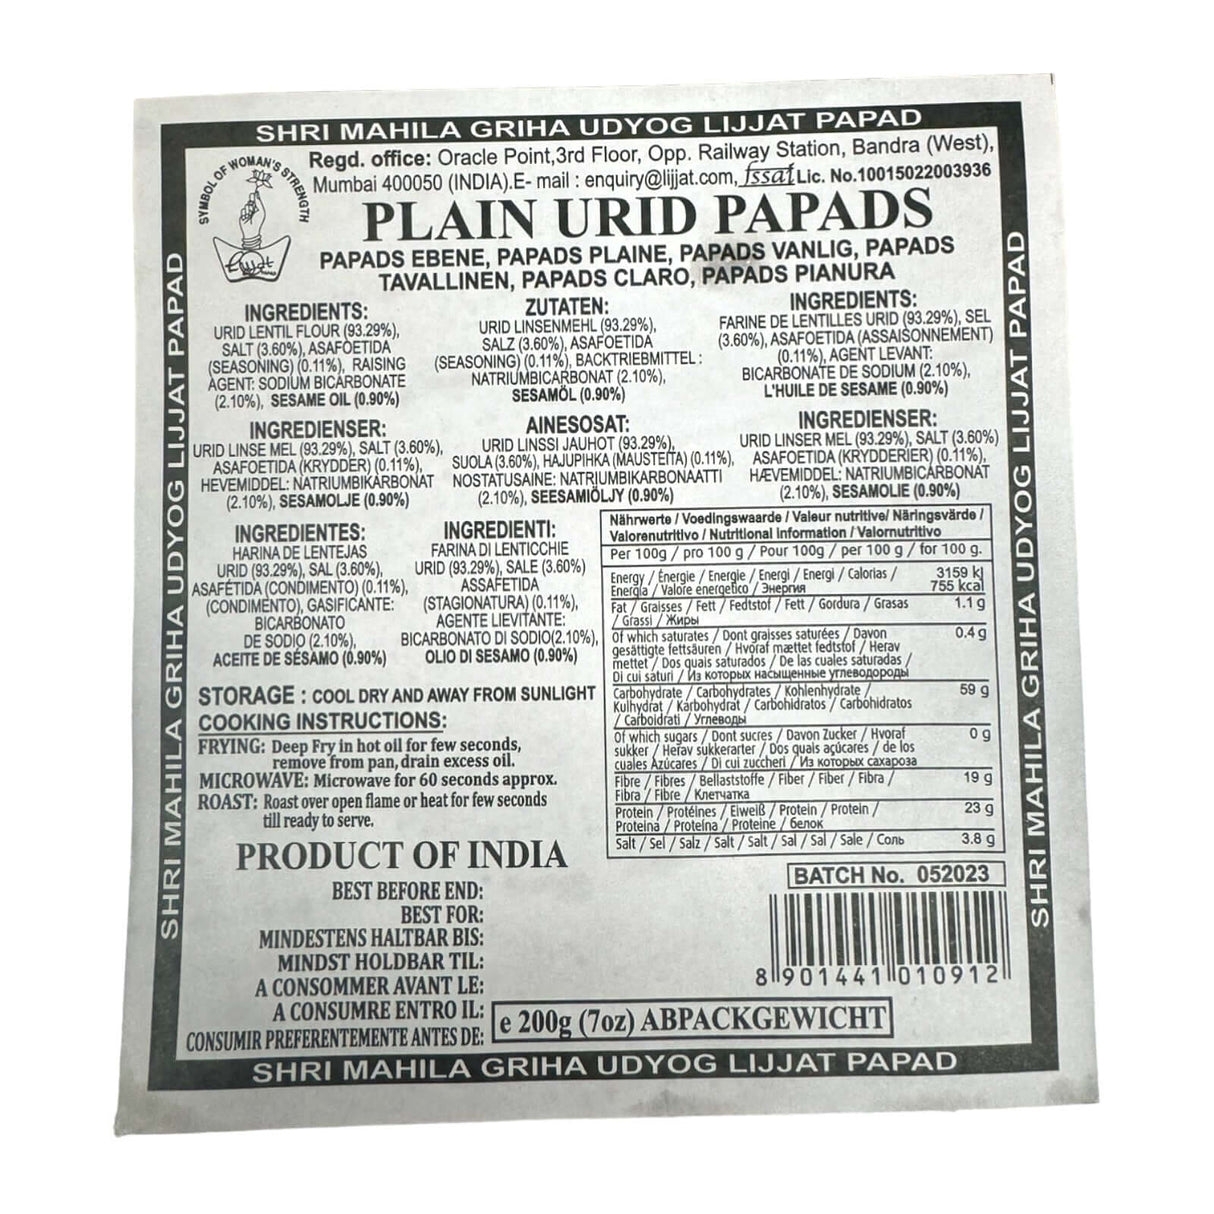 SHRI MAHILA GRIHA UDYOG LIJJAT PAPAD
SYMBOL OF WOMAN'S STRENGTH
Lijjat
PAPAD
Regd. office: Oracle Point,3rd Floor, Opp. Railway Station, Bandra (West),
Mumbai 400050 (INDIA).E- mail : enquiry@lijjat.com, fssai Lic. No.10015022003936
PLAIN URID PAPADS
PAPADS EBENE, PAPADS PLAINE, PAPADS VANLIG, PAPADS
TAVALLINEN, PAPADS CLARO, PAPADS PIANURA
INGREDIENTS:
URID LENTIL FLOUR (93.29%),
SALT (3.60%), ASAFOETIDA
(SEASONING) (0.11%), RAISING
AGENT: SODIUM BICARBONATE
(2.10%), SESAME OIL (0.90%)
ZUTATEN:
URID LINSENMEHL (93.29%),
SALZ (3.60%), ASAFOETIDA
(SEASONING) (0.11%), BACKTRIEBMITTEL :
NATRIUMBICARBONAT (2.10%),
SESAMÖL (0.90%)
INGREDIENTS:
FARINE DE LENTILLES URID (93.29%), SEL
(3.60%), ASAFOETIDA (ASSAISONNEMENT)
(0.11%), AGENT LEVANT:
BICARBONATE DE SODIUM (2.10%),
L'HUILE DE SESAME (0.90%)
INGREDIENSER:
URID LINSE MEL (93.29%), SALT (3.60%),
ASAFOETIDA (KRYDDER) (0.11%),
HEVEMIDDEL: NATRIUMBIKARBONAT
(2.10%), SESAMOLJE (0.90%)
AINESOSAT:
URID LINSSI JAUHOT (93.29%),
SUOLA (3.60%), HAJUPIHKA (MAUSTEITA) (0.11%),
NOSTATUSAINE: NATRIUMBIKARBONAATTI
(2.10%), SEESAMIÖLJY (0.90%)
INGREDIENSER:
URID LINSER MEL (93.29%), SALT (3.60%)
ASAFOETIDA (KRYDDERIER) (0.11%),
HÆVEMIDDEL: NATRIUMBICARBONAT
(2.10%), SESAMOLIE (0.90%)
INGREDIENTES:
HARINA DE LENTEJAS
URID (93.29%), SAL (3.60%),
ASAFÉTIDA (CONDIMENTO) (0.11%),
(CONDIMENTO), GASIFICANTE:
BICARBONATO
DE SODIO (2.10%),
ACEITE DE SÉSAMO (0.90%)
INGREDIENTI:
FARINA DI LENTICCHIE
URID (93.29%), SALE (3.60%)
ASSAFETIDA
(STAGIONATURA) (0.11%),
AGENTE LIEVITANTE:
BICARBONATO DI SODIO(2.10%),
OLIO DI SESAMO (0.90%)
Nährwerte / Voedingswaarde / Valeur nutritive/ Näringsvärde /
Valorenutritivo / Nutritional Information / Valornutritivo
Per 100g / pro 100 g / Pour 100g / per 100 g / for 100 g.
Energy / Énergie / Energie / Energi / Energi / Calorias / 3159 kj
Energía / Valore energetico / Энергия 755 kcal
Fat / Graisses / Fett / Fedtstof / Fett / Gordura / Grasas 1.1 g
/ Grassi / Жиры
Of which saturates / Dont graisses saturées / Davon 0.4 g
gesättigte fettsäuren / Hvoraf mættet fedtstof / Herav
mettet / Dos quais saturados / De las cuales saturadas /
Di cui saturi / Из которых насыщенные углеводороды
Carbohydrate / Carbohydrates / Kohlenhydrate / 59 g
Kulhydrat / Karbohydrat / Carbohidratos / Carbohidratos
/ Carboidrati / Углеводы
Of which sugars / Dont sucres / Davon Zucker / Hvoraf 0 g
sukker / Herav sukkerarter / Dos quais açúcares / de los
cuales Azúcares / Di cui zuccheri / Из которых сахароза
Fibre / Fibres / Bellaststoffe / Fiber / Fiber / Fibra / 19 g
Fibra / Fibre / Клетчатка
Protein / Protéines / Eiweiß / Protein / Protein / 23 g
Proteina / Proteína / Proteine / белок
Salt / Sel / Salz / Salt / Salt / Sal / Sal / Sale / Соль 3.8 g
STORAGE : COOL DRY AND AWAY FROM SUNLIGHT
COOKING INSTRUCTIONS:
FRYING: Deep Fry in hot oil for few seconds,
remove from pan, drain excess oil.
MICROWAVE: Microwave for 60 seconds approx.
ROAST: Roast over open flame or heat for few seconds
till ready to serve.
PRODUCT OF INDIA
BEST BEFORE END:
BEST FOR:
MINDESTENS HALTBAR BIS:
MINDST HOLDBAR TIL:
A CONSOMMER AVANT LE:
A CONSUMRE ENTRO IL:
CONSUMIR PREFERENTEMENTE ANTES DE:
BATCH No. 052023
8 901441 010912
e 200g (7oz) ABPACKGEWICHT
SHRI MAHILA GRIHA UDYOG LIJJAT PAPAD
SHRI MAHILA GRIHA UDYOG LIJJAT PAPAD
SHRI MAHILA GRIHA UDYOG LIJJAT PAPAD